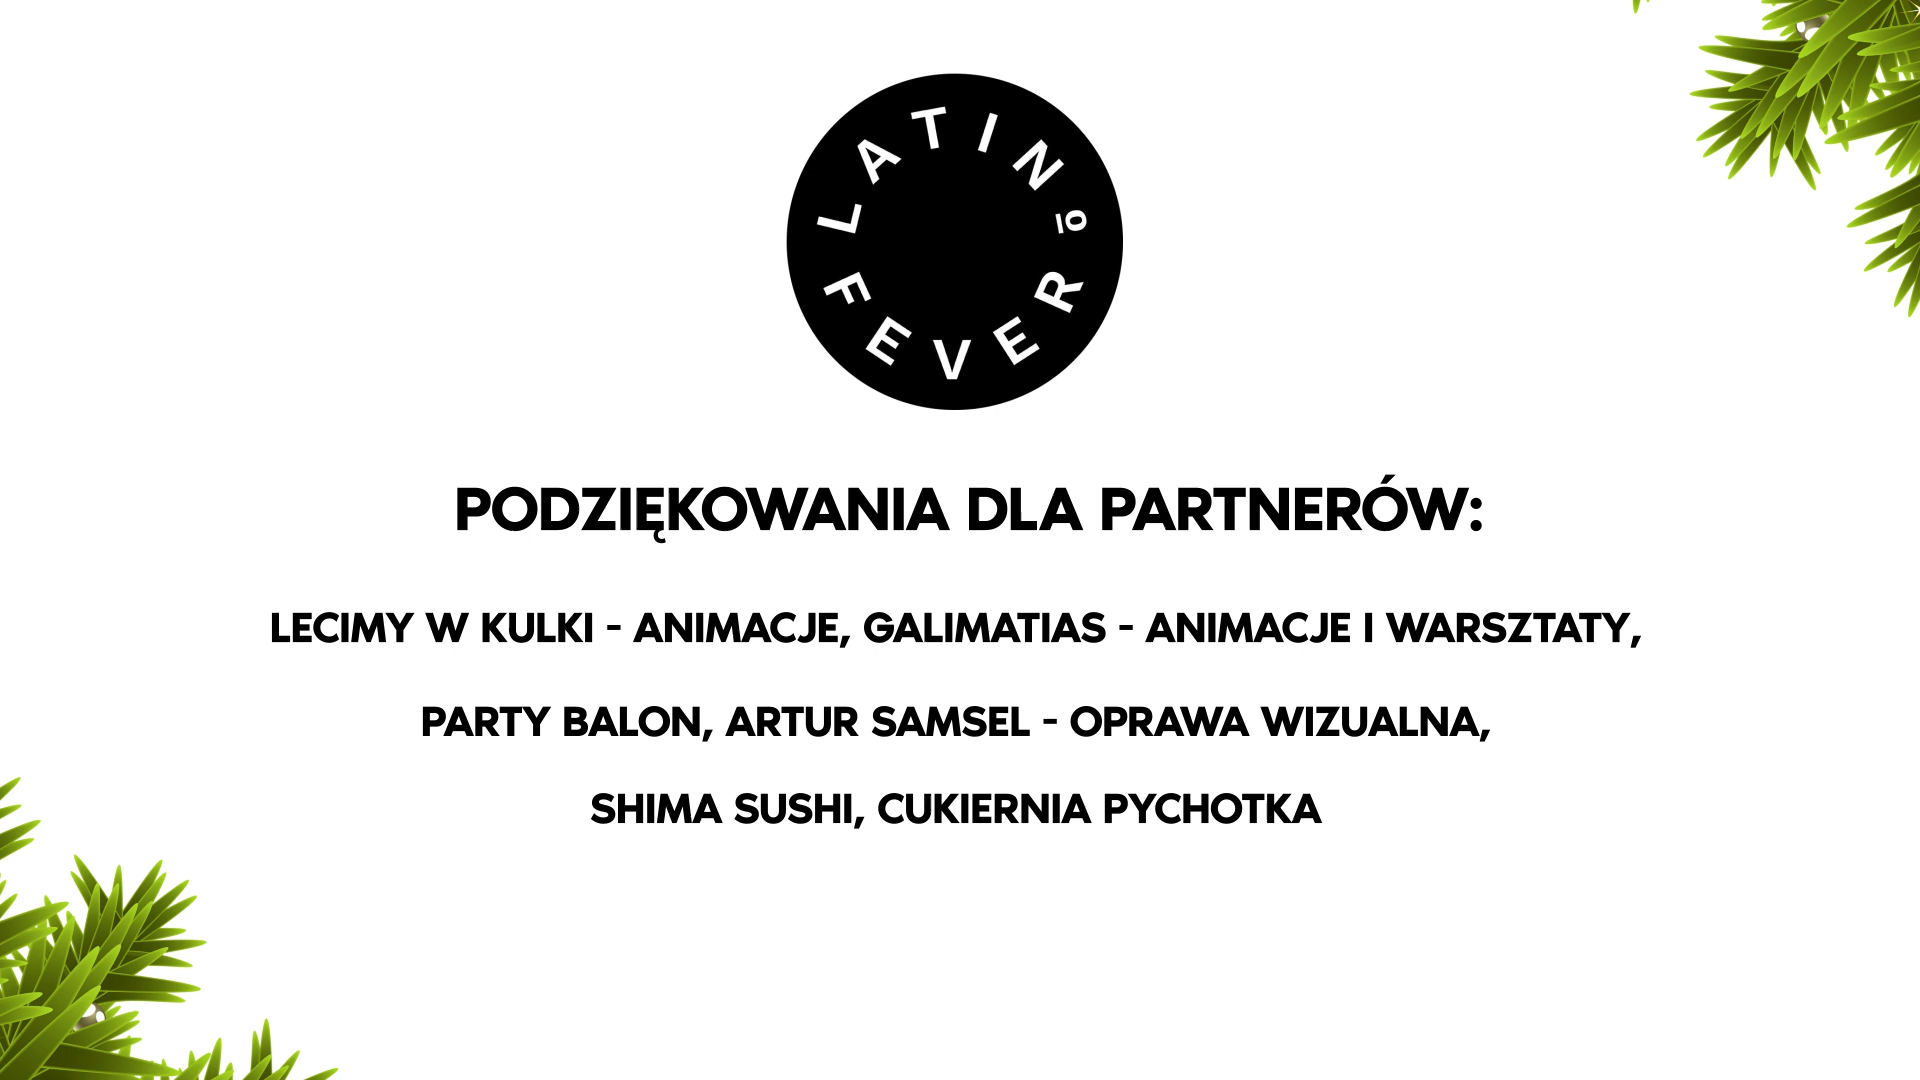 LATIN
FEVER
PODZIĘKOWANIA DLA PARTNERÓW:
LECIMY W KULKI - ANIMACJE, GALIMATIAS - ANIMACJE I WARSZTATY,
PARTY BALON, ARTUR SAMSEL - OPRAWA WIZUALNA,
SHIMA SUSHI, CUKIERNIA PYCHOTKA